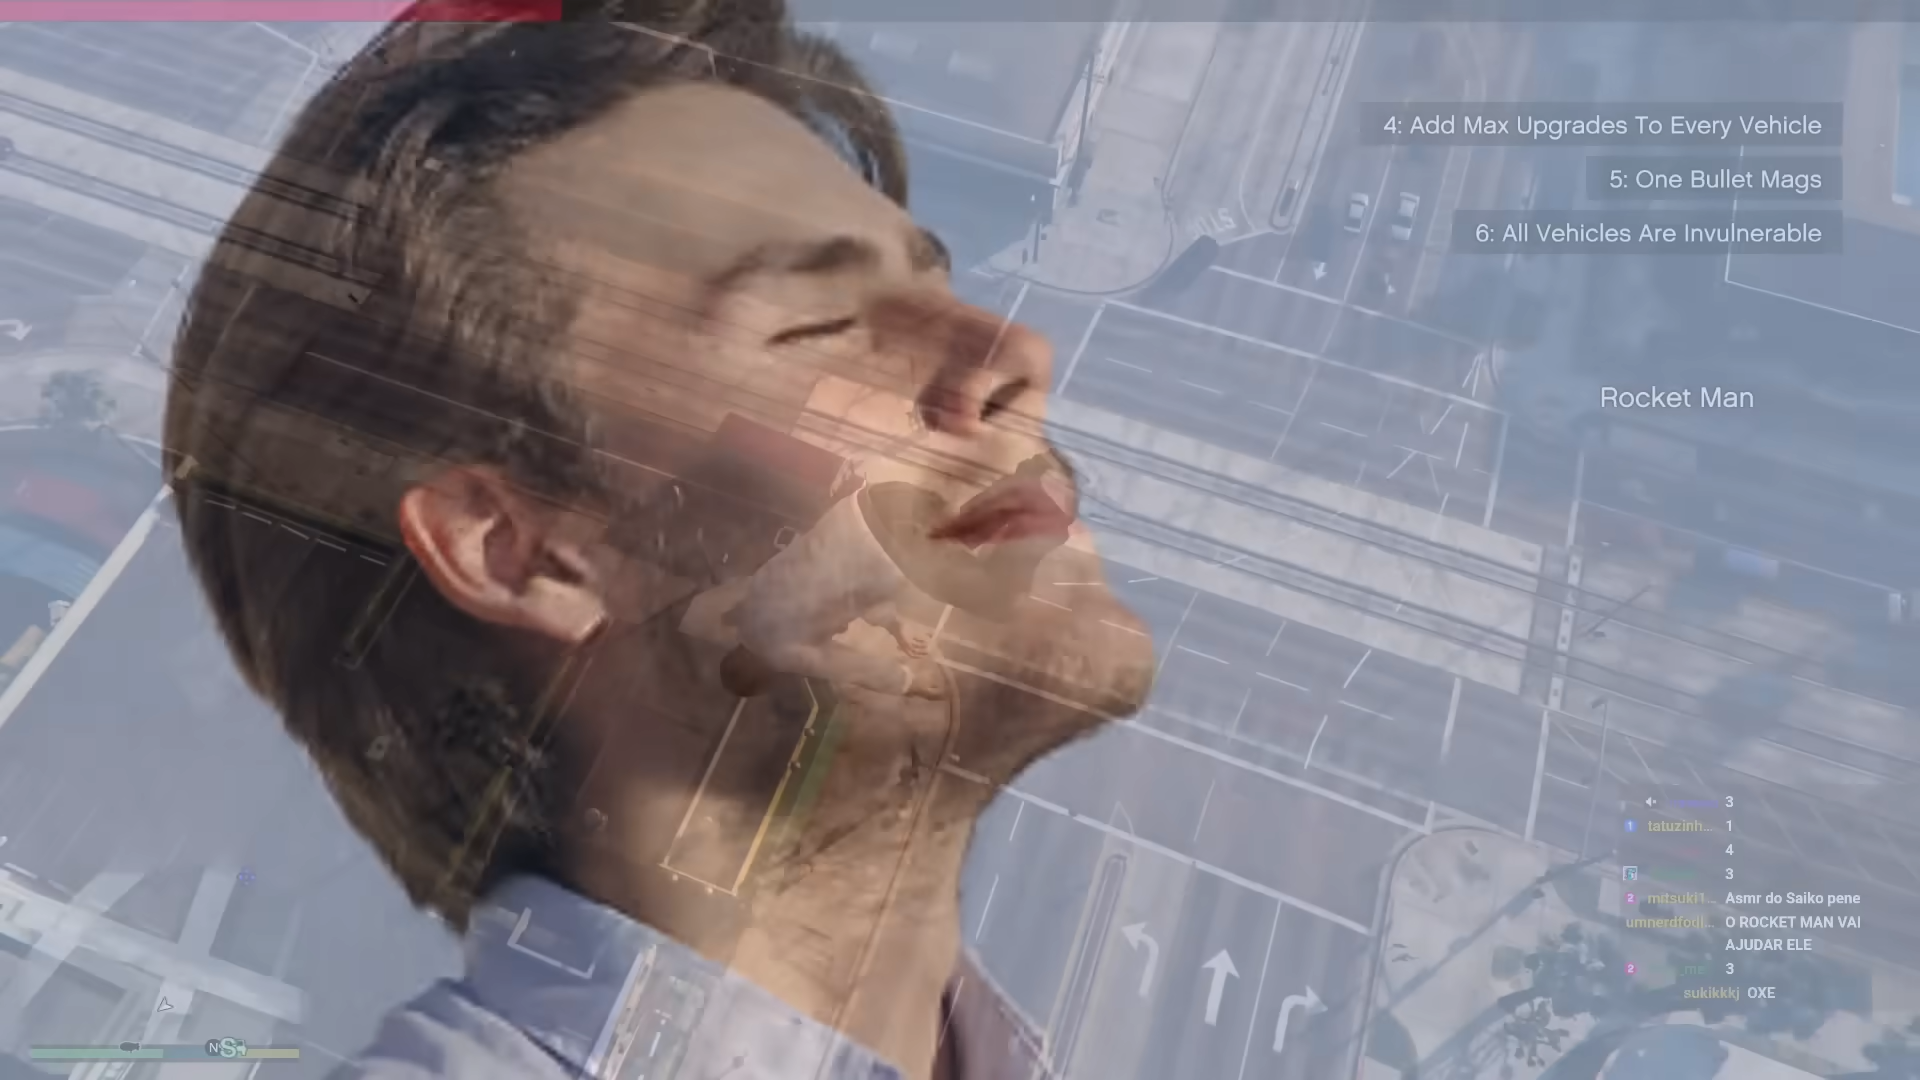 4: Add Max Upgrades To Every Vehicle
5: One Bullet Mags
6: All Vehicles Are Invulnerable
Rocket Man
3
tatuzinh... 1
4
3
mitsuki1... Asmr do Saiko pene
umnerdfodi... O ROCKET MAN VAI
AJUDAR ELE
3
sukikkkj OXE
N